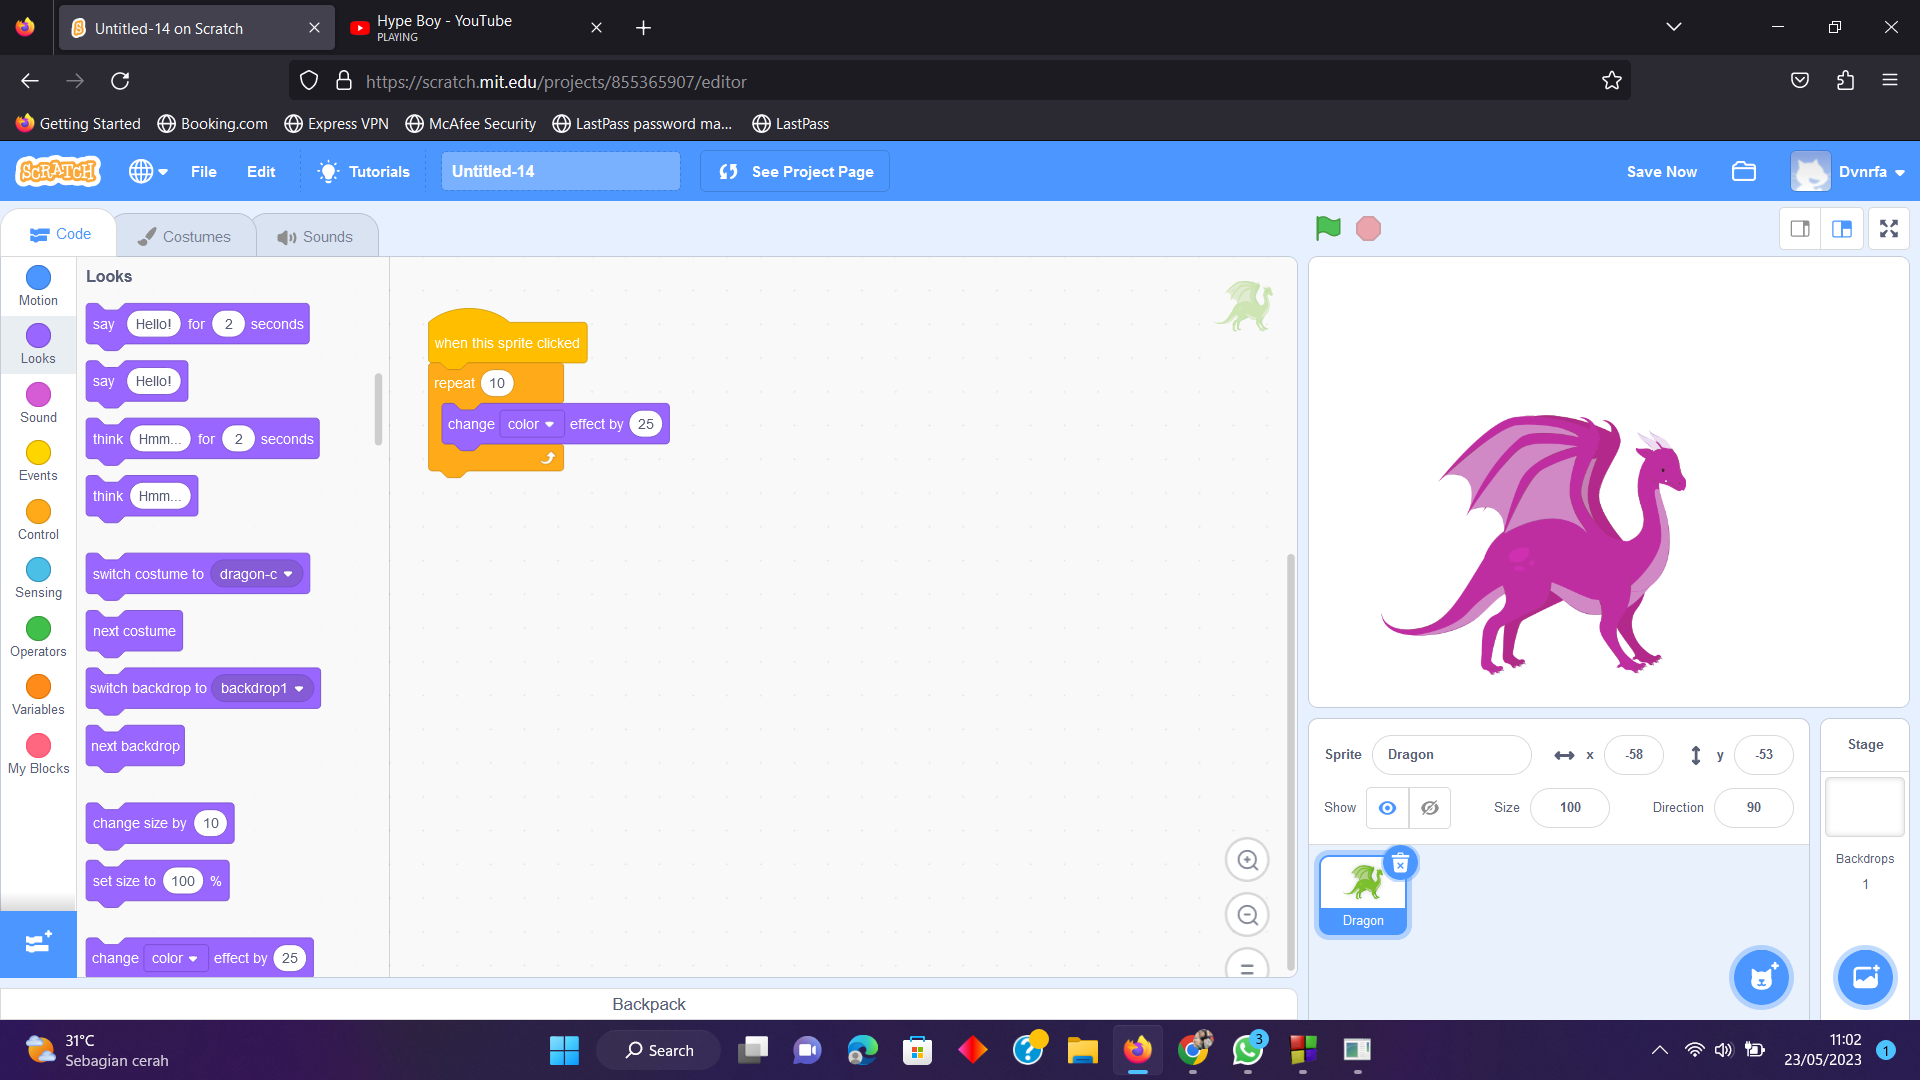 Untitled-14 on Scratch
Hype Boy - YouTube
PLAYING
https://scratch.mit.edu/projects/855365907/editor
Getting Started
Booking.com
Express VPN
McAfee Security
LastPass password ma...
LastPass
SCRATCH
File
Edit
Tutorials
Untitled-14
See Project Page
Save Now
Dvnrfa
Code
Costumes
Sounds
Motion
Looks
Sound
Events
Control
Sensing
Operators
Variables
My Blocks
Looks
say Hello! for 2 seconds
say Hello!
think Hmm... for 2 seconds
think Hmm...
switch costume to dragon-c
next costume
switch backdrop to backdrop1
next backdrop
change size by 10
set size to 100 %
change color effect by 25
when this sprite clicked
repeat 10
change color effect by 25
Backpack
Sprite Dragon x -58 y -53
Show Size 100 Direction 90
Dragon
Stage
Backdrops
1
31°C
Sebagian cerah
Search
3
11:02
23/05/2023
1